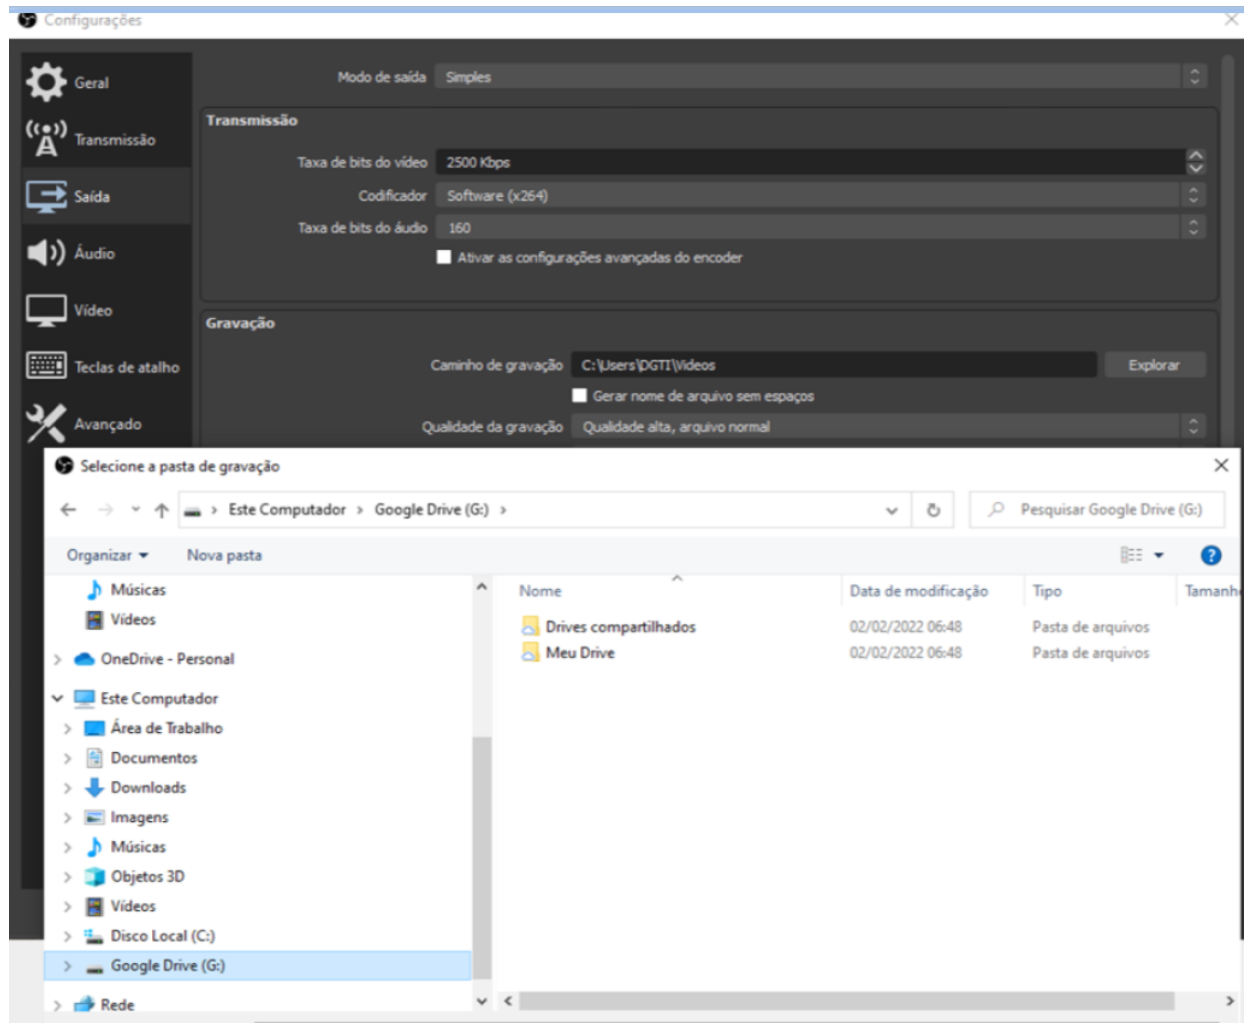 Configurações
Geral
Transmissão
Saída
Áudio
Vídeo
Teclas de atalho
Avançado
Modo de saída Simples
Transmissão
Taxa de bits do vídeo 2500 Kbps
Codificador Software (x264)
Taxa de bits do áudio 160
Ativar as configurações avançadas do encoder
Gravação
Caminho de gravação C:\Users\DGTI\Videos Explorar
Gerar nome de arquivo sem espaços
Qualidade da gravação Qualidade alta, arquivo normal
Selecione a pasta de gravação
Este Computador > Google Drive (G:) >
Pesquisar Google Drive (G:)
Organizar Nova pasta
Músicas
Vídeos
OneDrive - Personal
Este Computador
Área de Trabalho
Documentos
Downloads
Imagens
Músicas
Objetos 3D
Vídeos
Disco Local (C:)
Google Drive (G:)
Rede
Nome Data de modificação Tipo Tamanh
Drives compartilhados 02/02/2022 06:48 Pasta de arquivos
Meu Drive 02/02/2022 06:48 Pasta de arquivos